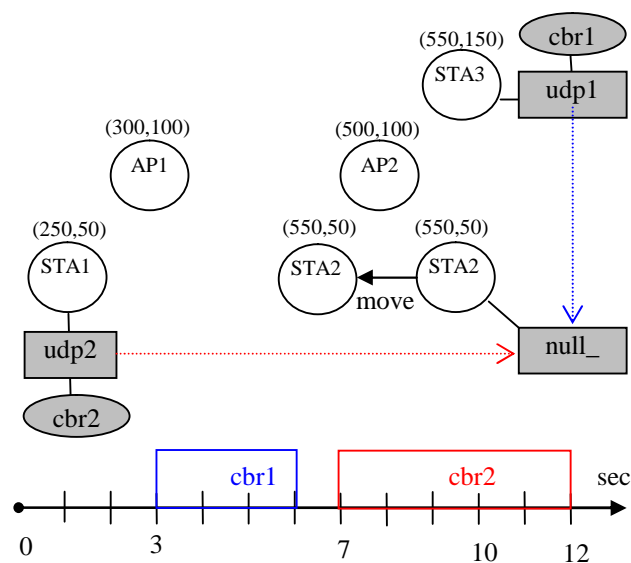 cbr1
(550,150)
STA3
udp1
(300,100)
(500,100)
AP1
AP2
(250,50)
(550,50)
(550,50)
STA1
STA2
STA2
move
udp2
null_
cbr2
cbr1
cbr2
sec
0
3
7
10
12